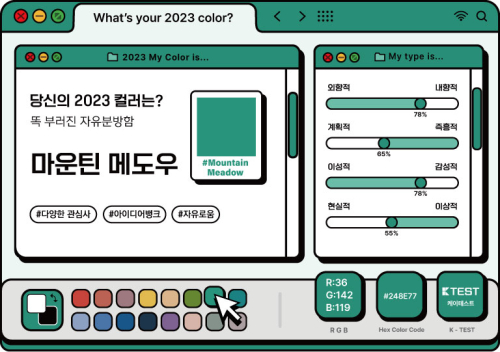 What's your 2023 color?
2023 My Color is...
당신의 2023 컬러는?
똑 부러진 자유분방함
마운틴 메도우
#Mountain
Meadow
#다양한 관심사
#아이디어뱅크
#자유로움
My type is...
외향적 내향적
78%
계획적 즉흥적
65%
이성적 감성적
78%
현실적 이상적
55%
R:36
G:142
B:119
R G B
#248E77
Hex Color Code
KTEST
케이테스트
K - TEST